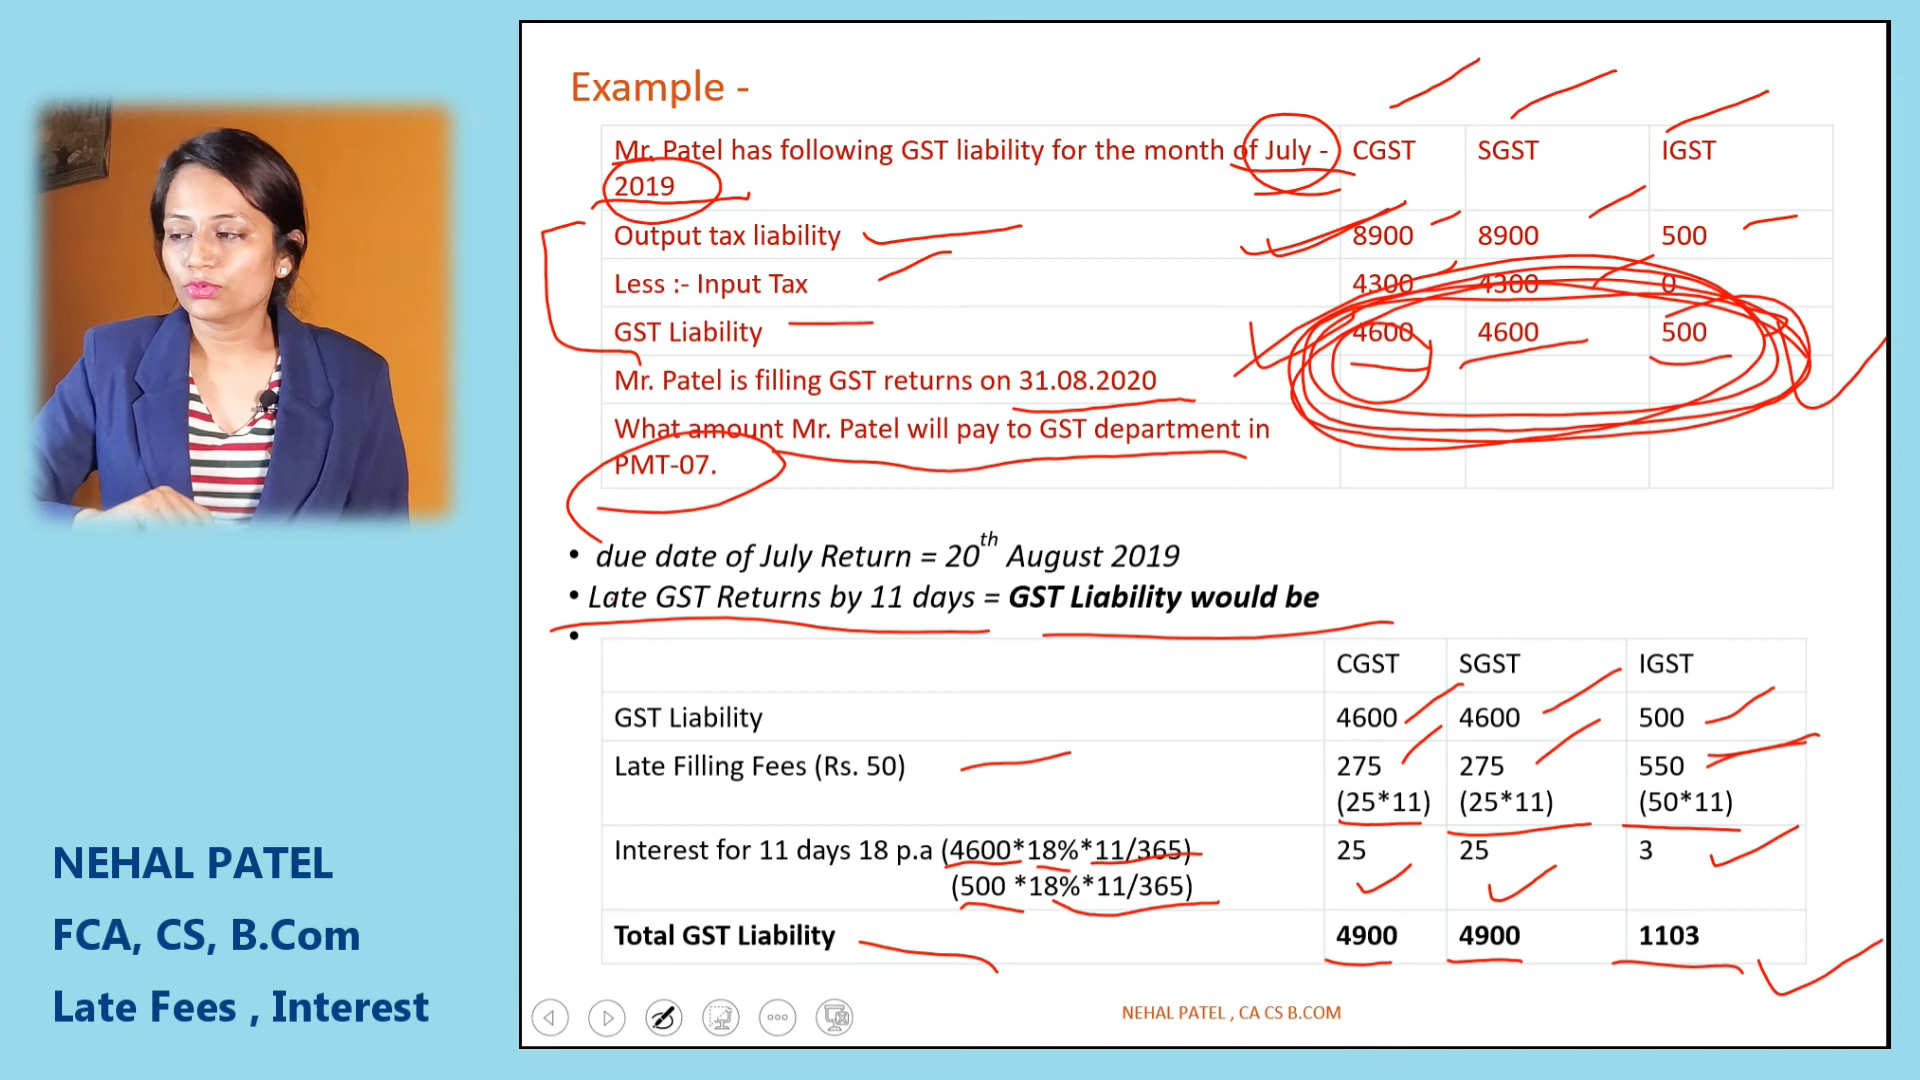 Example -
Mr. Patel has following GST liability for the month of July - CGST SGST IGST
2019
Output tax liability 8900 8900 500
Less :- Input Tax 4300 4300 0
GST Liability 4600 4600 500
Mr. Patel is filling GST returns on 31.08.2020
What amount Mr. Patel will pay to GST department in
PMT-07.
• due date of July Return = 20th August 2019
• Late GST Returns by 11 days = GST Liability would be
•
CGST SGST IGST
GST Liability 4600 4600 500
Late Filling Fees (Rs. 50) 275 275 550
(25*11) (25*11) (50*11)
Interest for 11 days 18 p.a (4600*18%*11/365) 25 25 3
(500 *18%*11/365)
Total GST Liability 4900 4900 1103
NEHAL PATEL , CA CS B.COM
NEHAL PATEL
FCA, CS, B.Com
Late Fees , Interest